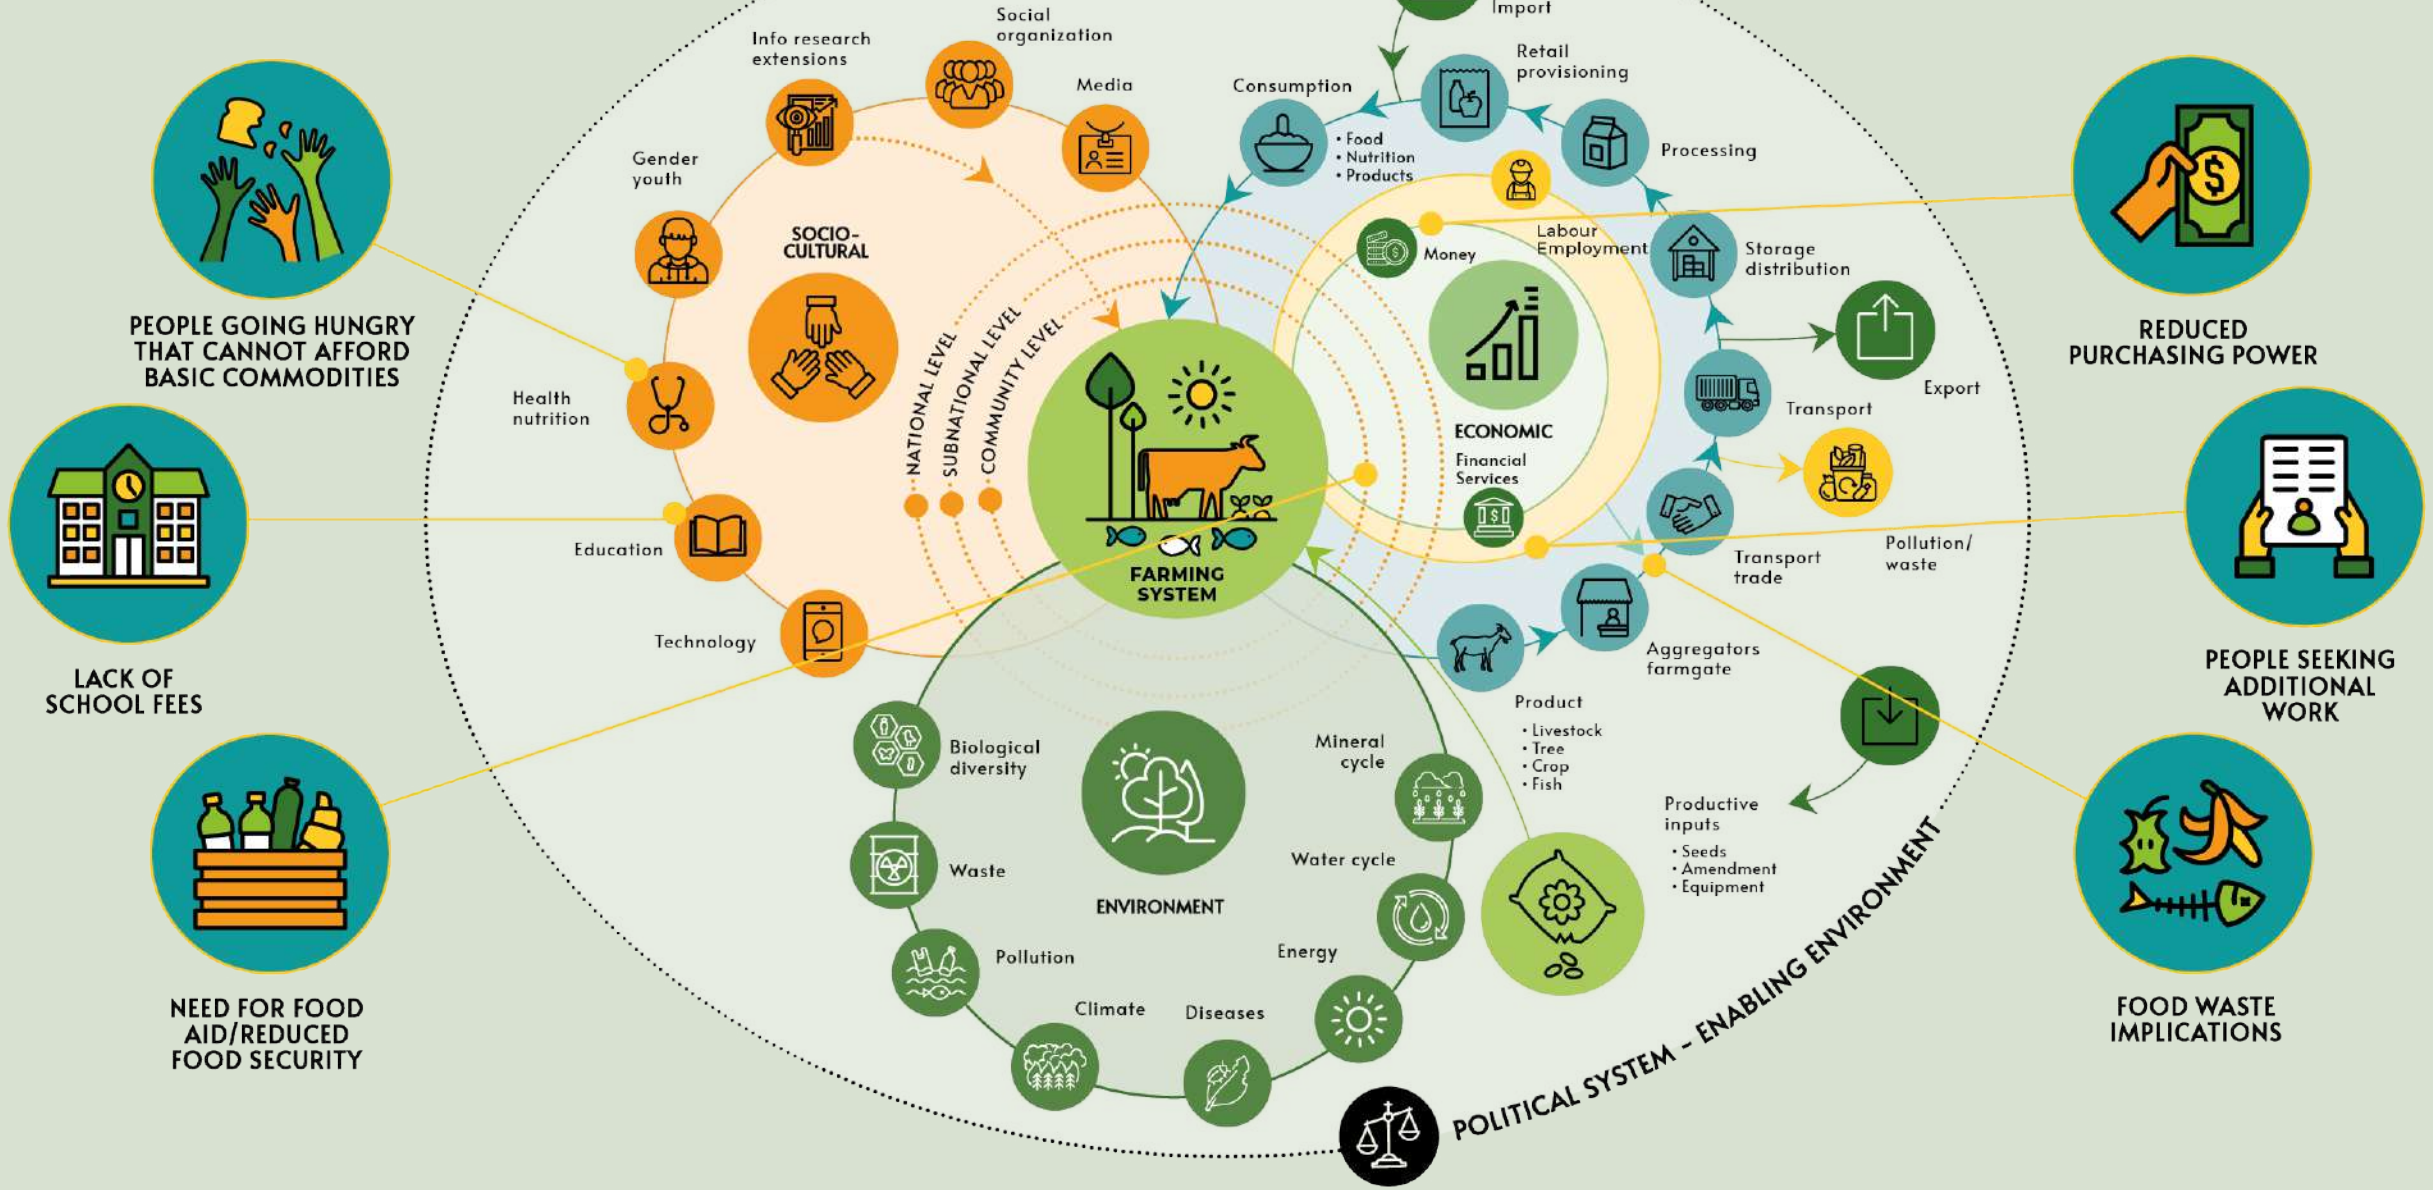 Import
Social
organization
Info research
extensions
Media
Retail
provisioning
Consumption
• Food
• Nutrition
• Products
Processing
Gender
youth
SOCIO-
CULTURAL
Money
Labour
Employment
Storage
distribution
Export
Transport
Health
nutrition
NATIONAL LEVEL
SUBNATIONAL LEVEL
COMMUNITY LEVEL
ECONOMIC
Financial
Services
Education
Technology
FARMING
SYSTEM
Pollution/
waste
Transport
trade
Aggregators
farmgate
Product
• Livestock
• Tree
• Crop
• Fish
Productive
inputs
• Seeds
• Amendment
• Equipment
Biological
diversity
Waste
Pollution
Climate
Diseases
Energy
Water cycle
Mineral
cycle
ENVIRONMENT
POLITICAL SYSTEM – ENABLING ENVIRONMENT
PEOPLE GOING HUNGRY
THAT CANNOT AFFORD
BASIC COMMODITIES
LACK OF
SCHOOL FEES
NEED FOR FOOD
AID/REDUCED
FOOD SECURITY
REDUCED
PURCHASING POWER
PEOPLE SEEKING
ADDITIONAL
WORK
FOOD WASTE
IMPLICATIONS